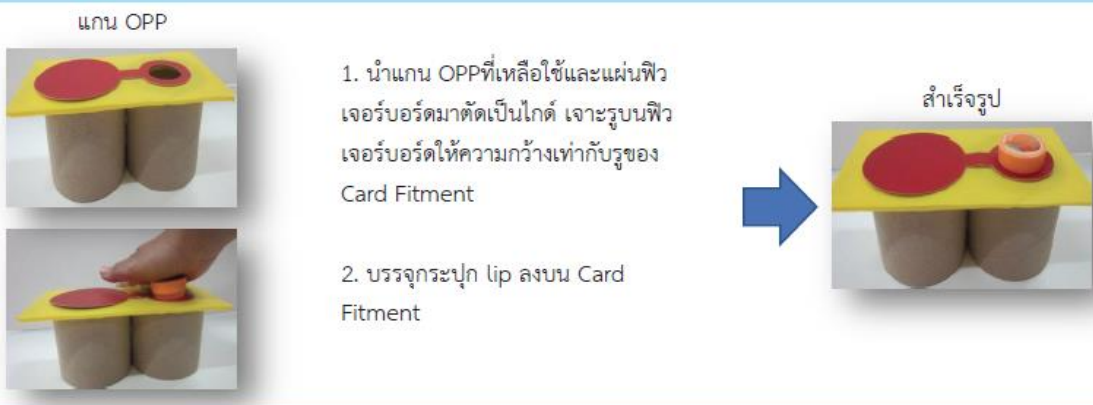 แกน OPP
1. นำแกน OPPที่เหลือใช้และแผ่นฟิว
เจอร์บอร์ดมาตัดเป็นไกด์ เจาะรูบนฟิว
เจอร์บอร์ดให้ความกว้างเท่ากับรูของ
Card Fitment
2. บรรจุกระปุก lip ลงบน Card
Fitment
สำเร็จรูป